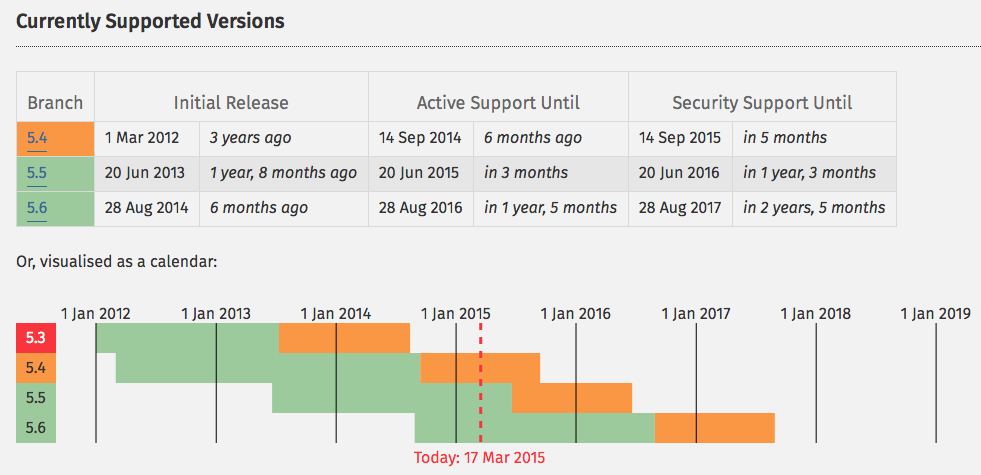 Currently Supported Versions
Branch Initial Release Active Support Until Security Support Until
5.4 1 Mar 2012 3 years ago 14 Sep 2014 6 months ago 14 Sep 2015 in 5 months
5.5 20 Jun 2013 1 year, 8 months ago 20 Jun 2015 in 3 months 20 Jun 2016 in 1 year, 3 months
5.6 28 Aug 2014 6 months ago 28 Aug 2016 in 1 year, 5 months 28 Aug 2017 in 2 years, 5 months
Or, visualised as a calendar:
1 Jan 2012 1 Jan 2013 1 Jan 2014 1 Jan 2015 1 Jan 2016 1 Jan 2017 1 Jan 2018 1 Jan 2019
5.3
5.4
5.5
5.6
Today: 17 Mar 2015